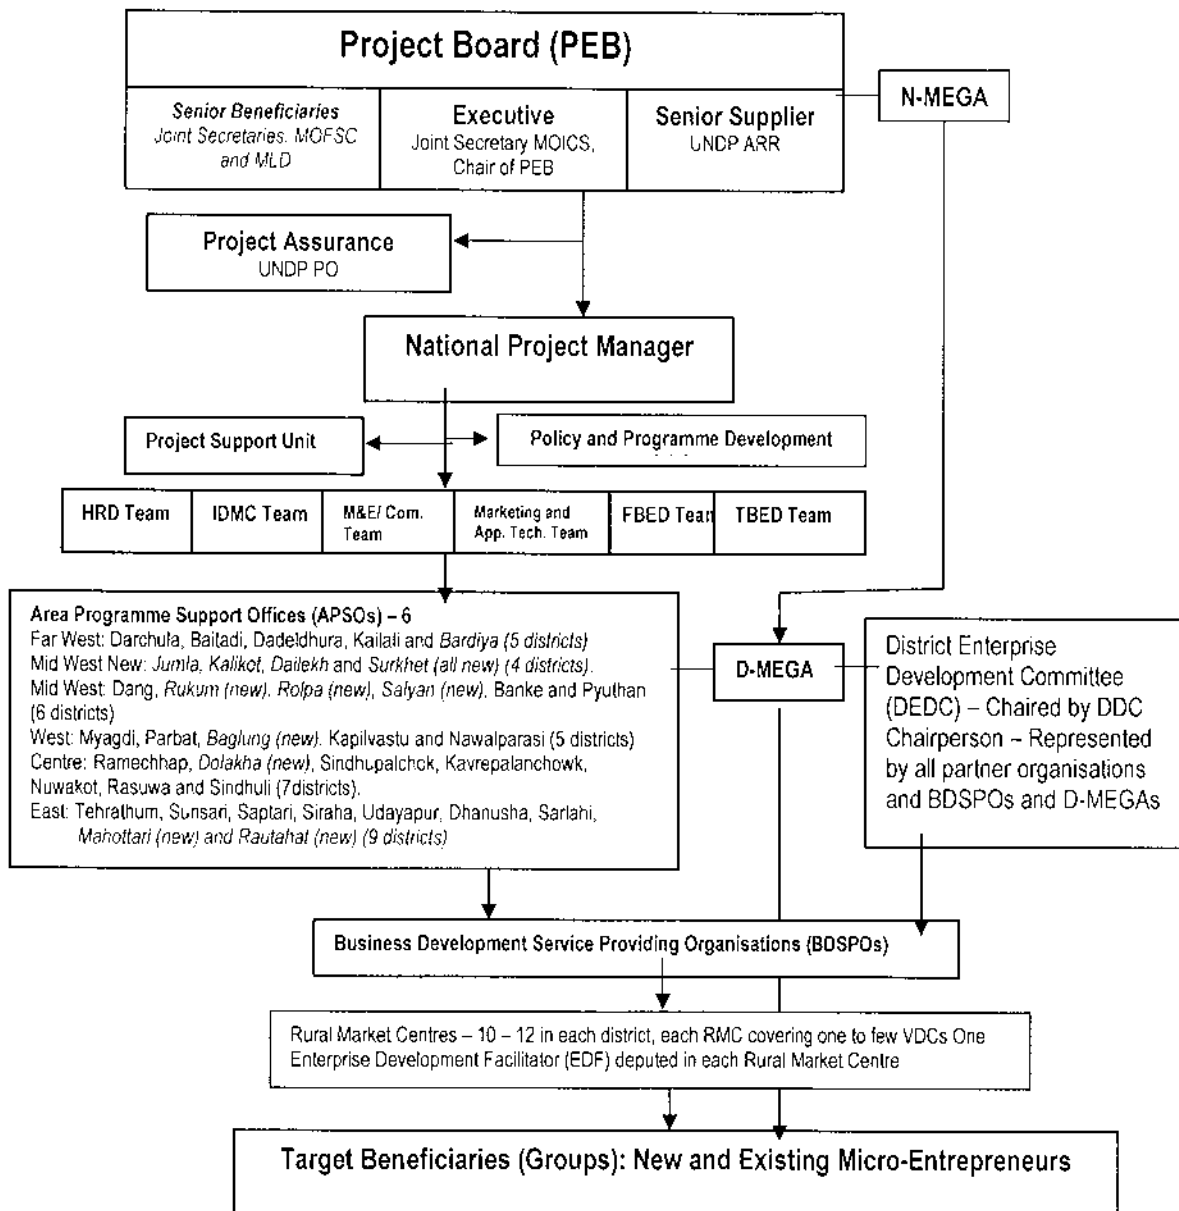 Project Board (PEB)
N-MEGA
Senior Beneficiaries
Joint Secretaries. MOFSC
and MLD
Executive
Joint Secretary MOICS,
Chair of PEB
Senior Supplier
UNDP ARR
Project Assurance
UNDP PO
National Project Manager
Project Support Unit
Policy and Programme Development
HRD Team
IDMC Team
M&E/ Com.
Team
Marketing and
App. Tech. Team
FBED Team
TBED Team
Area Programme Support Offices (APSOs) – 6
Far West: Darchula, Baitadi, Dadeldhura, Kailali and Bardiya (5 districts)
Mid West New: Jumla, Kalikot, Dailekh and Surkhet (all new) (4 districts).
Mid West: Dang, Rukum (new). Rolpa (new), Salyan (new). Banke and Pyuthan
(6 districts)
West: Myagdi, Parbat, Baglung (new). Kapilvastu and Nawalparasi (5 districts)
Centre: Ramechhap, Dolakha (new), Sindhupalchok, Kavrepalanchowk,
Nuwakot, Rasuwa and Sindhuli (7districts).
East: Tehrathum, Sunsari, Saptari, Siraha, Udayapur, Dhanusha, Sarlahi,
Mahottari (new) and Rautahat (new) (9 districts)
D-MEGA
District Enterprise
Development Committee
(DEDC) – Chaired by DDC
Chairperson – Represented
by all partner organisations
and BDSPOs and D-MEGAs
Business Development Service Providing Organisations (BDSPOs)
Rural Market Centres – 10 – 12 in each district, each RMC covering one to few VDCs One
Enterprise Development Facilitator (EDF) deputed in each Rural Market Centre
Target Beneficiaries (Groups): New and Existing Micro-Entrepreneurs